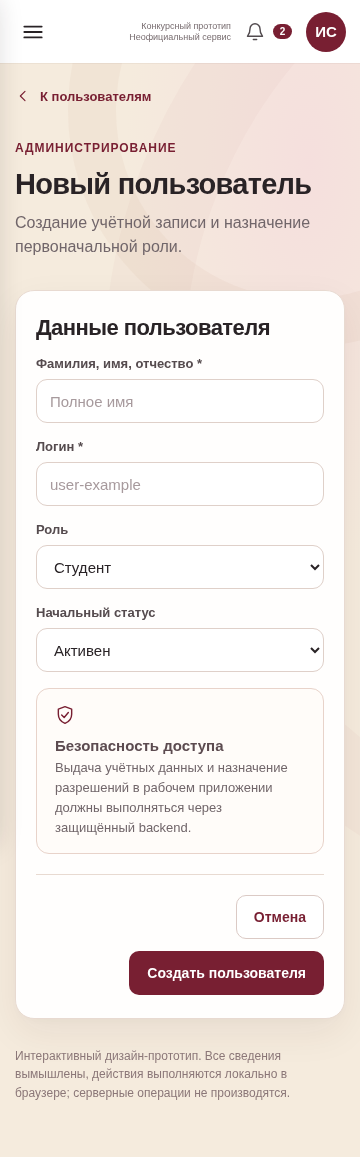 Конкурсный прототип
Неофициальный сервис
2
ИС
К пользователям
АДМИНИСТРИРОВАНИЕ
Новый пользователь
Создание учётной записи и назначение
первоначальной роли.
Данные пользователя
Фамилия, имя, отчество *
Полное имя
Логин *
user-example
Роль
Студент
Начальный статус
Активен
Безопасность доступа
Выдача учётных данных и назначение
разрешений в рабочем приложении
должны выполняться через
защищённый backend.
Отмена
Создать пользователя
Интерактивный дизайн-прототип. Все сведения
вымышлены, действия выполняются локально в
браузере; серверные операции не производятся.